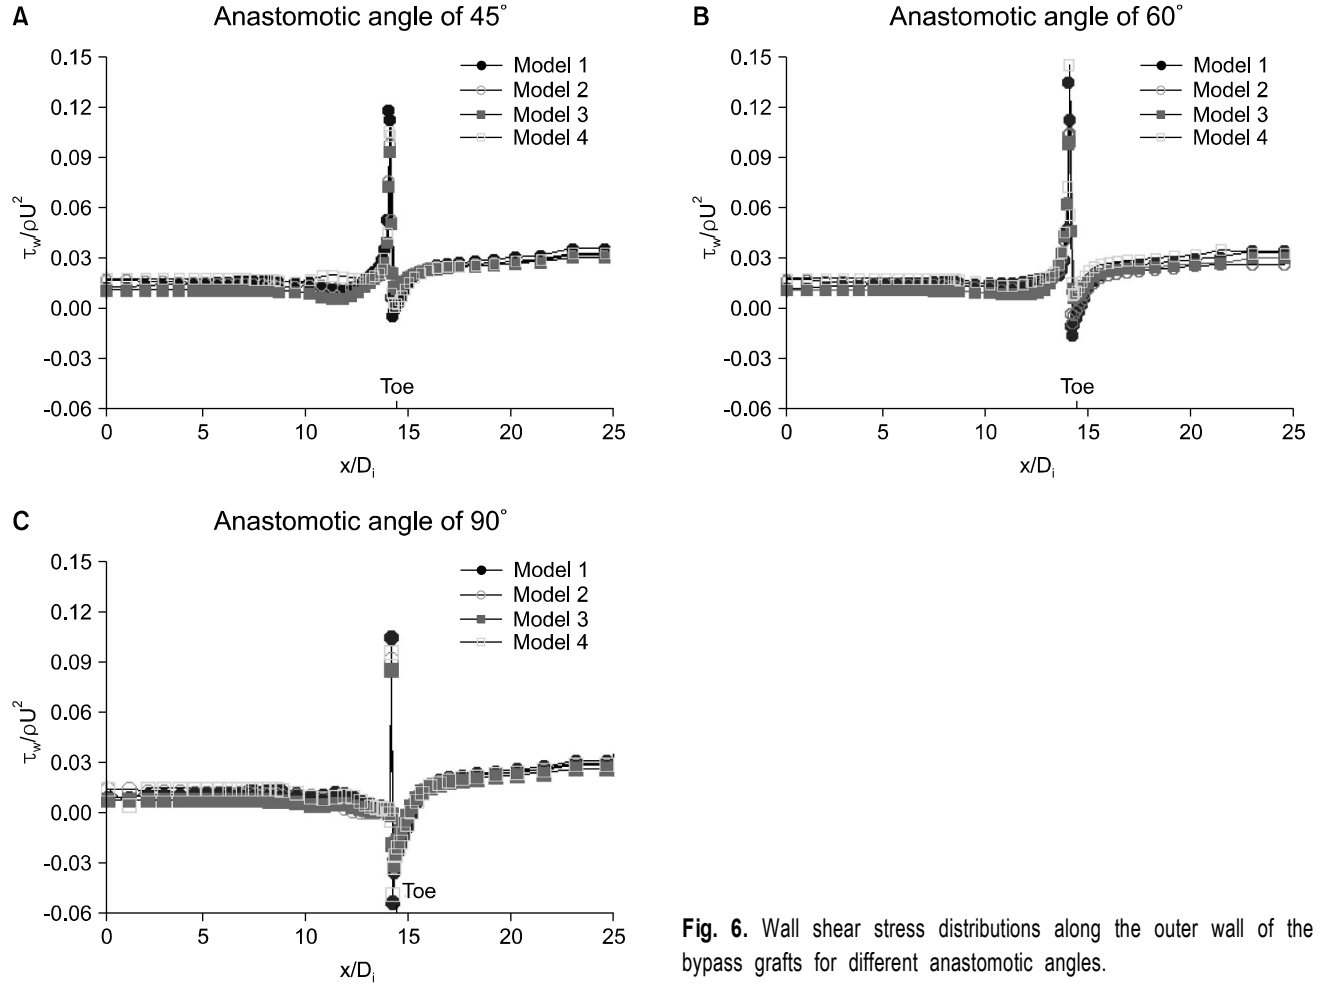 A
Anastomotic angle of 45°
0.15
0.12
0.09
0.06
0.03
0.00
-0.03
-0.06
τw/ρU²
Model 1
Model 2
Model 3
Model 4
Toe
0 5 10 15 20 25
x/Di
B
Anastomotic angle of 60°
0.15
0.12
0.09
0.06
0.03
0.00
-0.03
-0.06
τw/ρU²
Model 1
Model 2
Model 3
Model 4
Toe
0 5 10 15 20 25
x/Di
C
Anastomotic angle of 90°
0.15
0.12
0.09
0.06
0.03
0.00
-0.03
-0.06
τw/ρU²
Model 1
Model 2
Model 3
Model 4
Toe
0 5 10 15 20 25
x/Di
Fig. 6. Wall shear stress distributions along the outer wall of the
bypass grafts for different anastomotic angles.